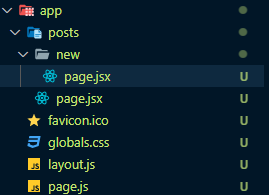 app
posts
new
page.jsx U
page.jsx U
favicon.ico U
globals.css U
layout.js U
page.js U